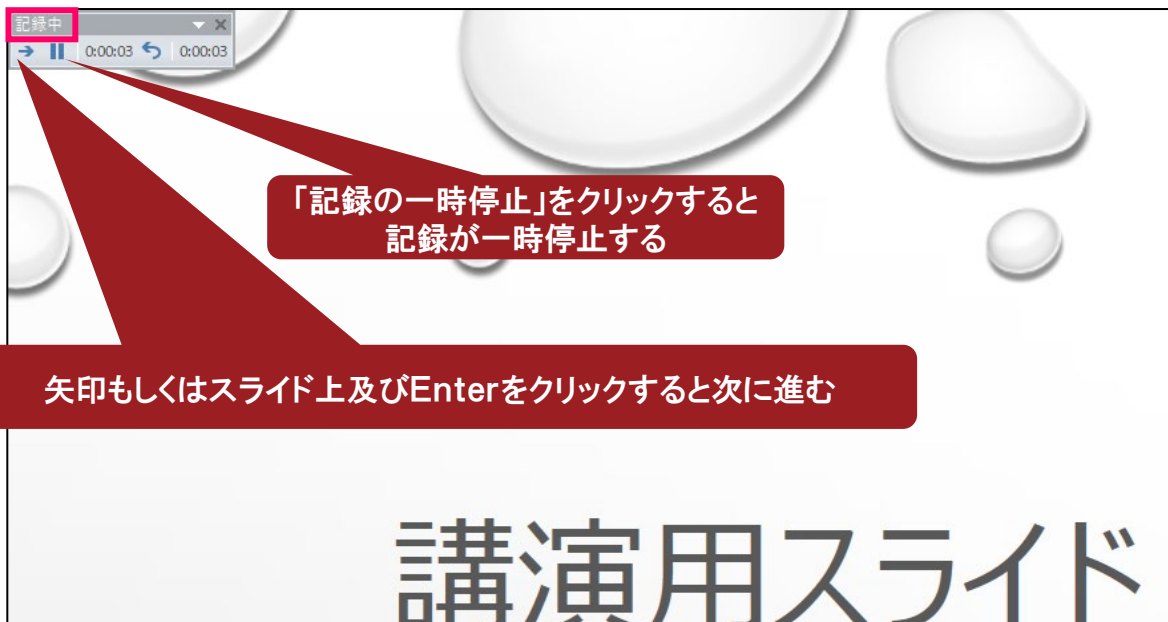 記録中
0:00:03 0:00:03
「記録の一時停止」をクリックすると
記録が一時停止する
矢印もしくはスライド上及びEnterをクリックすると次に進む
講演用スライド